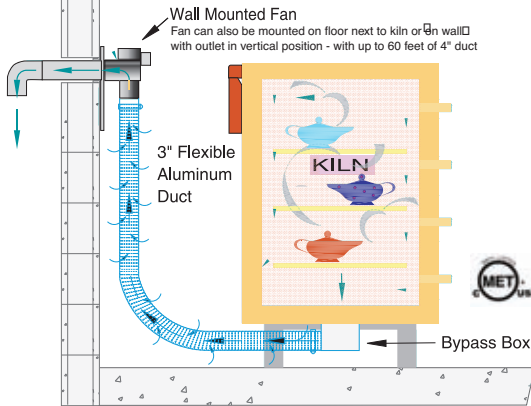 Wall Mounted Fan
Fan can also be mounted on floor next to kiln or on wall
with outlet in vertical position - with up to 60 feet of 4" duct
3" Flexible
Aluminum
Duct
KILN
MET
C US
Bypass Box